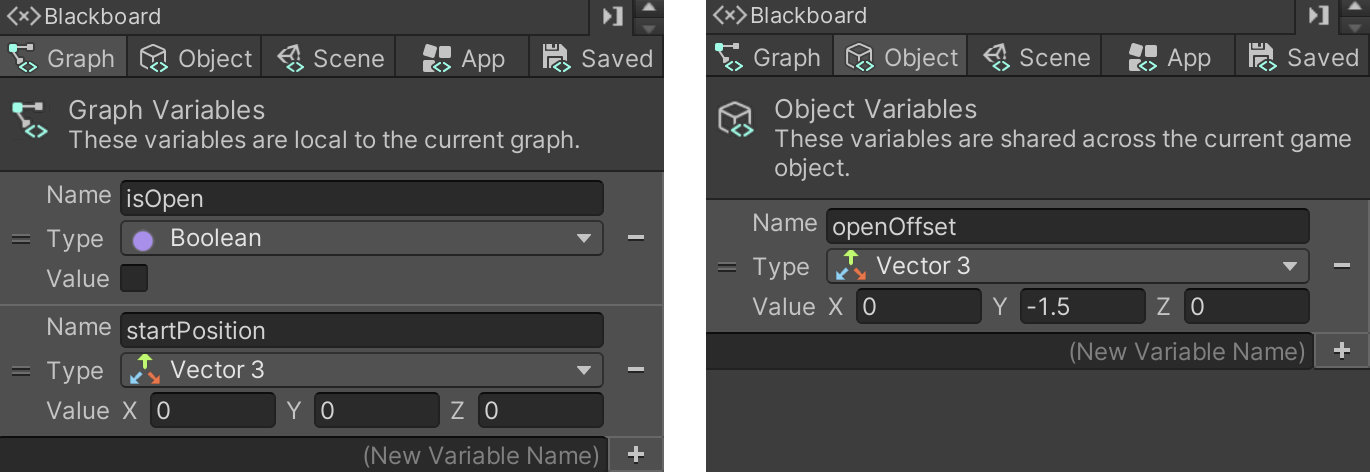 Blackboard
Graph Object Scene App Saved
Graph Variables
These variables are local to the current graph.
Name isOpen
Type Boolean
Value
Name startPosition
Type Vector 3
Value X 0 Y 0 Z 0
(New Variable Name)
Blackboard
Graph Object Scene App Saved
Object Variables
These variables are shared across the current game
object.
Name openOffset
Type Vector 3
Value X 0 Y -1.5 Z 0
(New Variable Name)